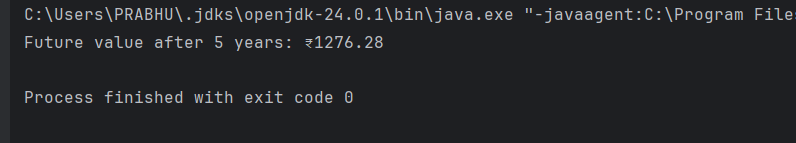 C:\Users\PRABHU\.jdks\openjdk-24.0.1\bin\java.exe "-javaagent:C:\Program Files
Future value after 5 years: ₹1276.28
Process finished with exit code 0